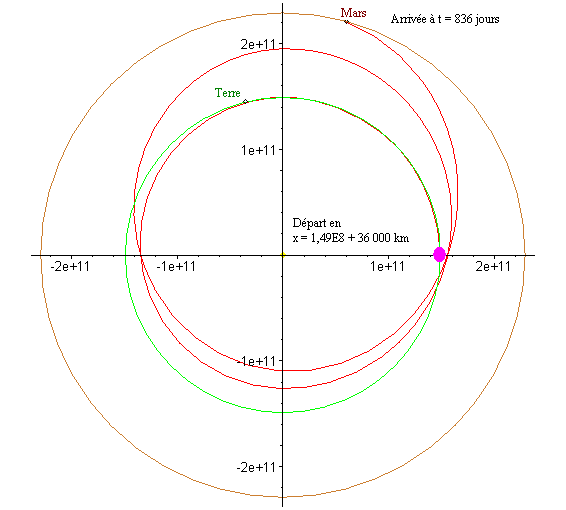 Mars
Arrivée à t = 836 jours
2e+11
Terre
1e+11
Départ en
x = 1,49E8 + 36 000 km
-2e+11
-1e+11
1e+11
2e+11
-1e+11
-2e+11